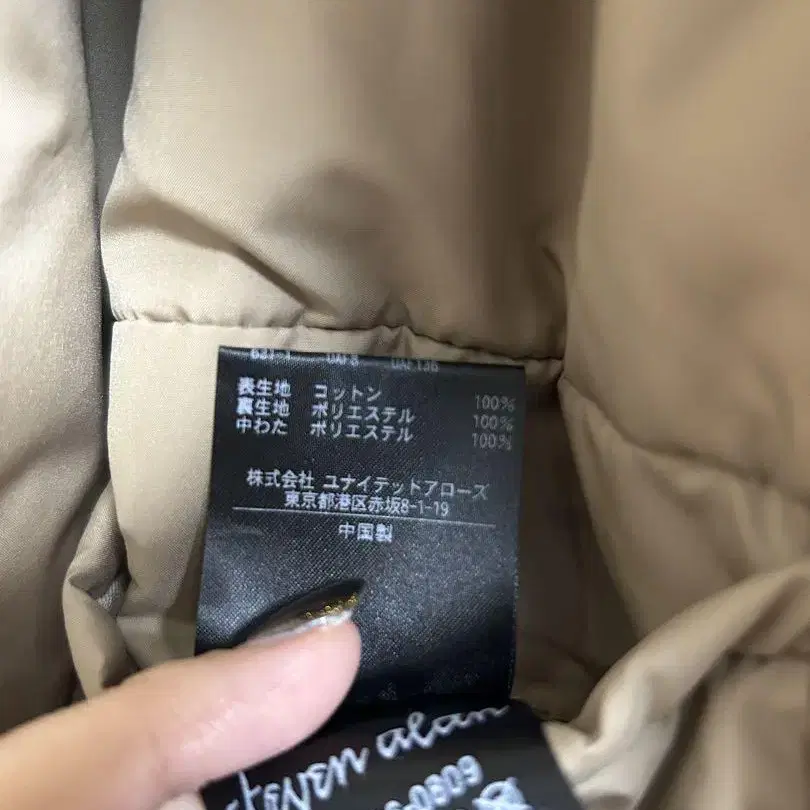 表生地 コットン 100%
裏生地 ポリエステル 100%
中わた ポリエステル 100%
株式会社 ユナイテッドアローズ
東京都港区赤坂8-1-19
中国製
steven alan